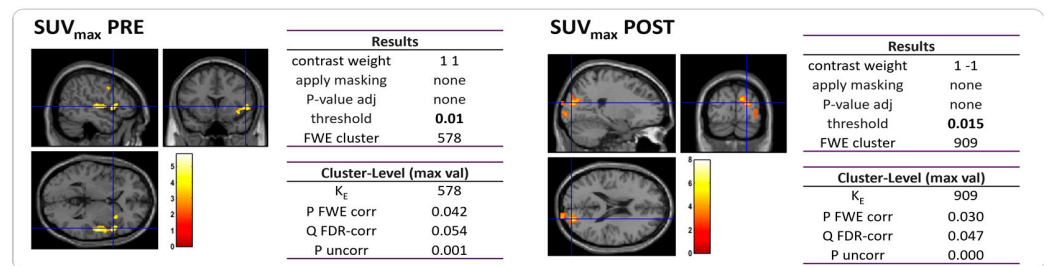 SUVmax PRE
Results
contrast weight 1 1
apply masking none
P-value adj none
threshold 0.01
FWE cluster 578
Cluster-Level (max val)
KE 578
P FWE corr 0.042
Q FDR-corr 0.054
P uncorr 0.001
5
4
3
2
1
0
SUVmax POST
Results
contrast weight 1 -1
apply masking none
P-value adj none
threshold 0.015
FWE cluster 909
Cluster-Level (max val)
KE 909
P FWE corr 0.030
Q FDR-corr 0.047
P uncorr 0.000
8
6
4
2
0